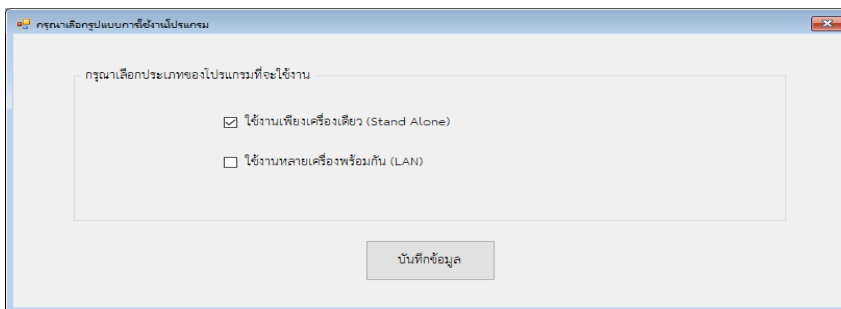 กรุณาเลือกรูปแบบการใช้งานโปรแกรม
กรุณาเลือกประเภทของโปรแกรมที่จะใช้งาน
ใช้งานเพียงเครื่องเดียว (Stand Alone)
ใช้งานหลายเครื่องพร้อมกัน (LAN)
บันทึกข้อมูล